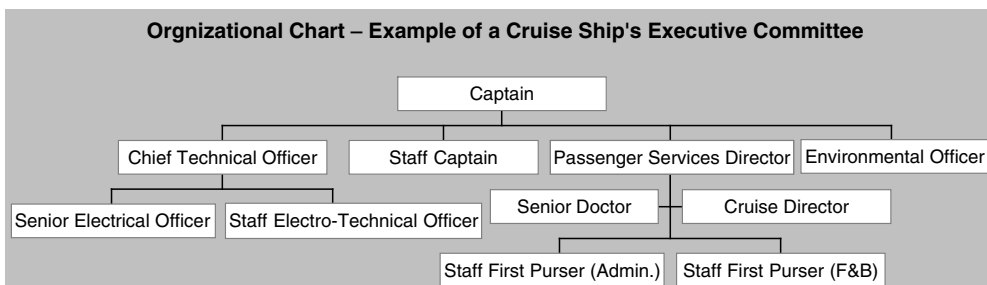 Orgnizational Chart – Example of a Cruise Ship's Executive Committee
Captain
Chief Technical Officer
Staff Captain
Passenger Services Director
Environmental Officer
Senior Electrical Officer
Staff Electro-Technical Officer
Senior Doctor
Cruise Director
Staff First Purser (Admin.)
Staff First Purser (F&B)